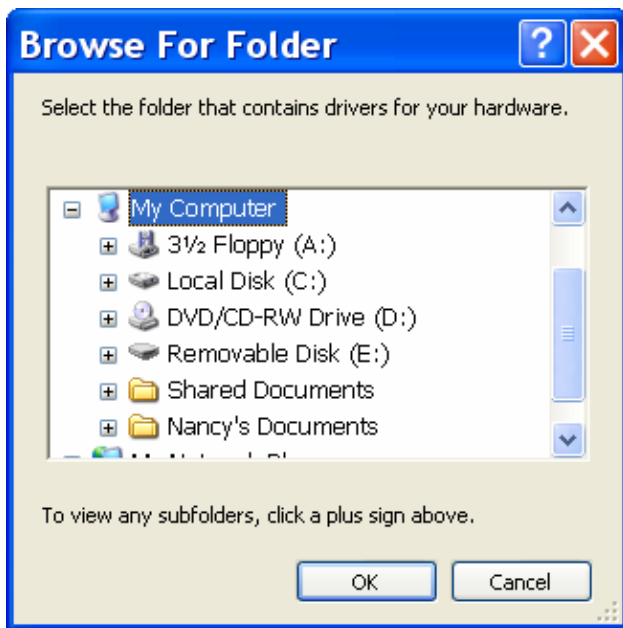 Browse For Folder
Select the folder that contains drivers for your hardware.
My Computer
3½ Floppy (A:)
Local Disk (C:)
DVD/CD-RW Drive (D:)
Removable Disk (E:)
Shared Documents
Nancy's Documents
To view any subfolders, click a plus sign above.
OK Cancel